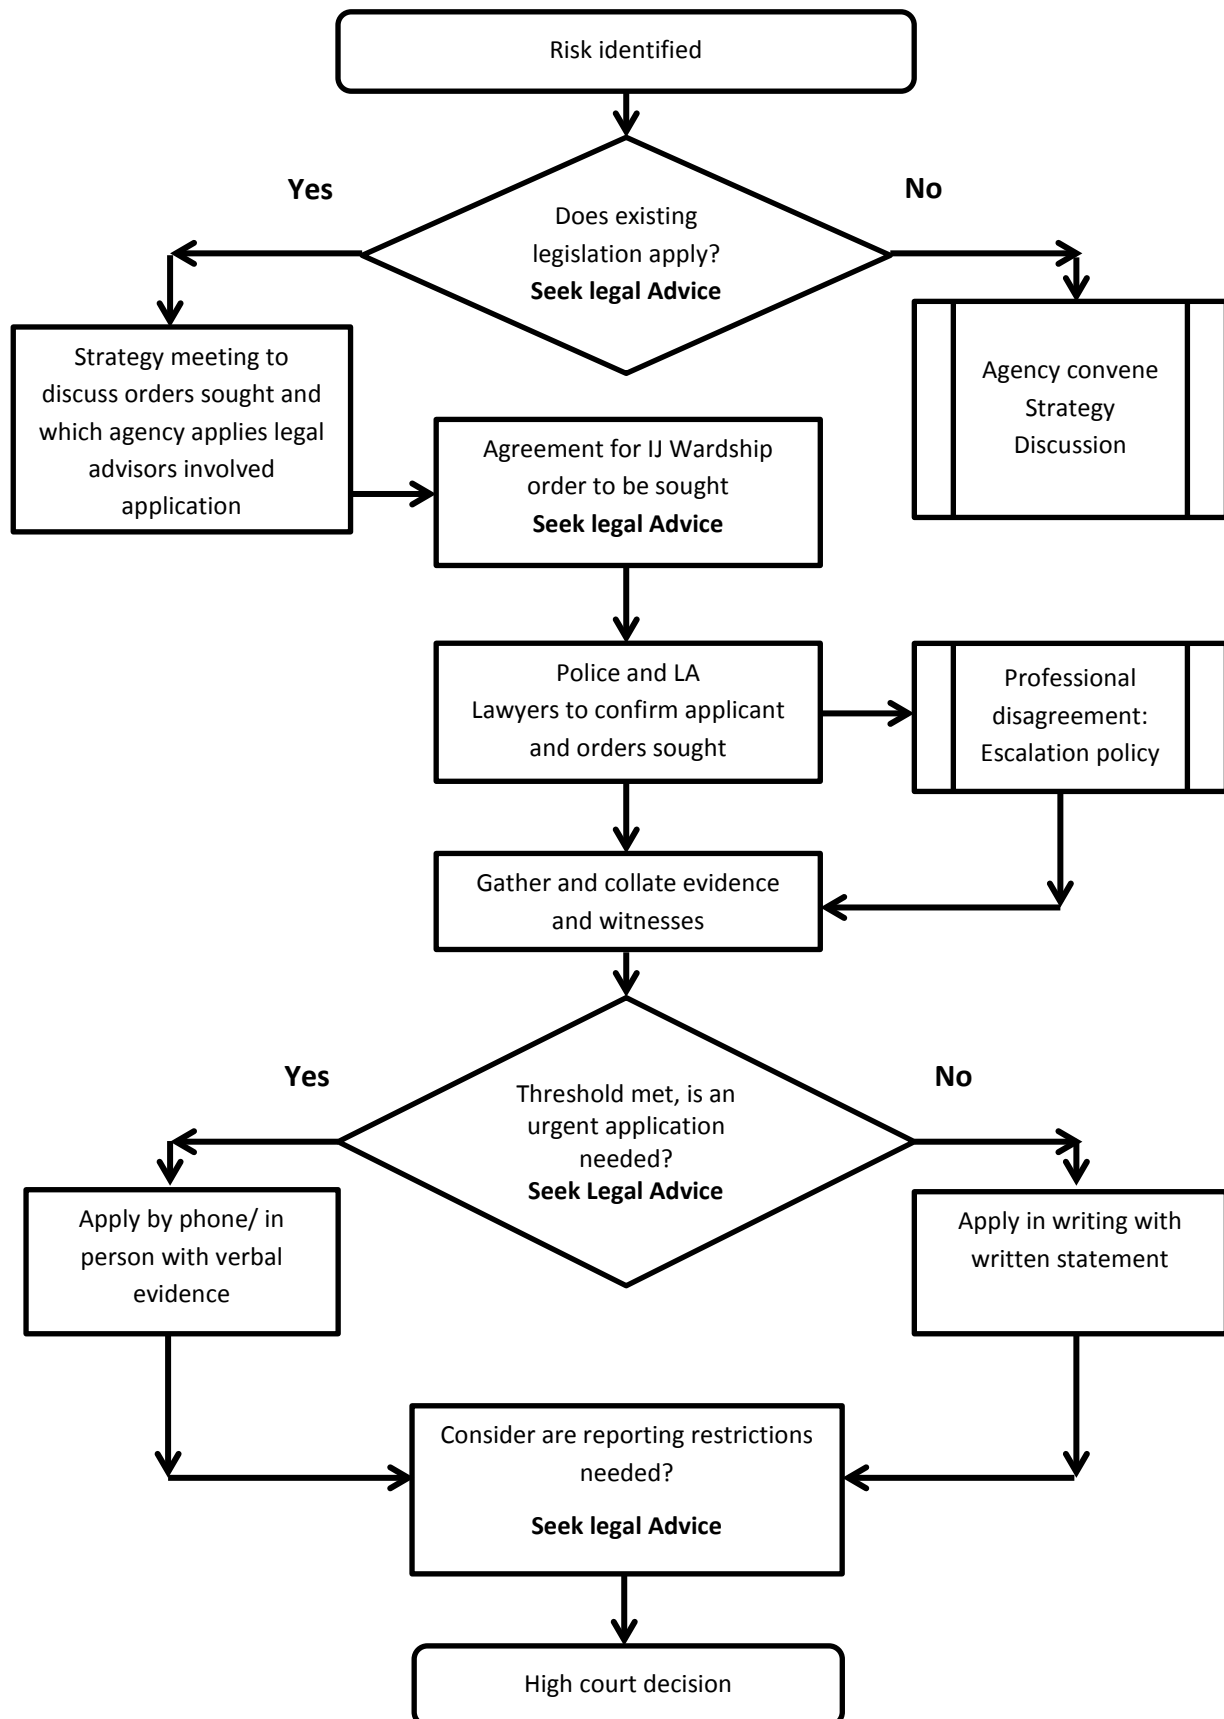 Risk identified
Yes
No
Does existing
legislation apply?
Seek legal Advice
Strategy meeting to
discuss orders sought and
which agency applies legal
advisors involved
application
Agency convene
Strategy
Discussion
Agreement for IJ Wardship
order to be sought
Seek legal Advice
Police and LA
Lawyers to confirm applicant
and orders sought
Professional
disagreement:
Escalation policy
Gather and collate evidence
and witnesses
Yes
No
Threshold met, is an
urgent application
needed?
Seek Legal Advice
Apply by phone/ in
person with verbal
evidence
Apply in writing with
written statement
Consider are reporting restrictions
needed?
Seek legal Advice
High court decision